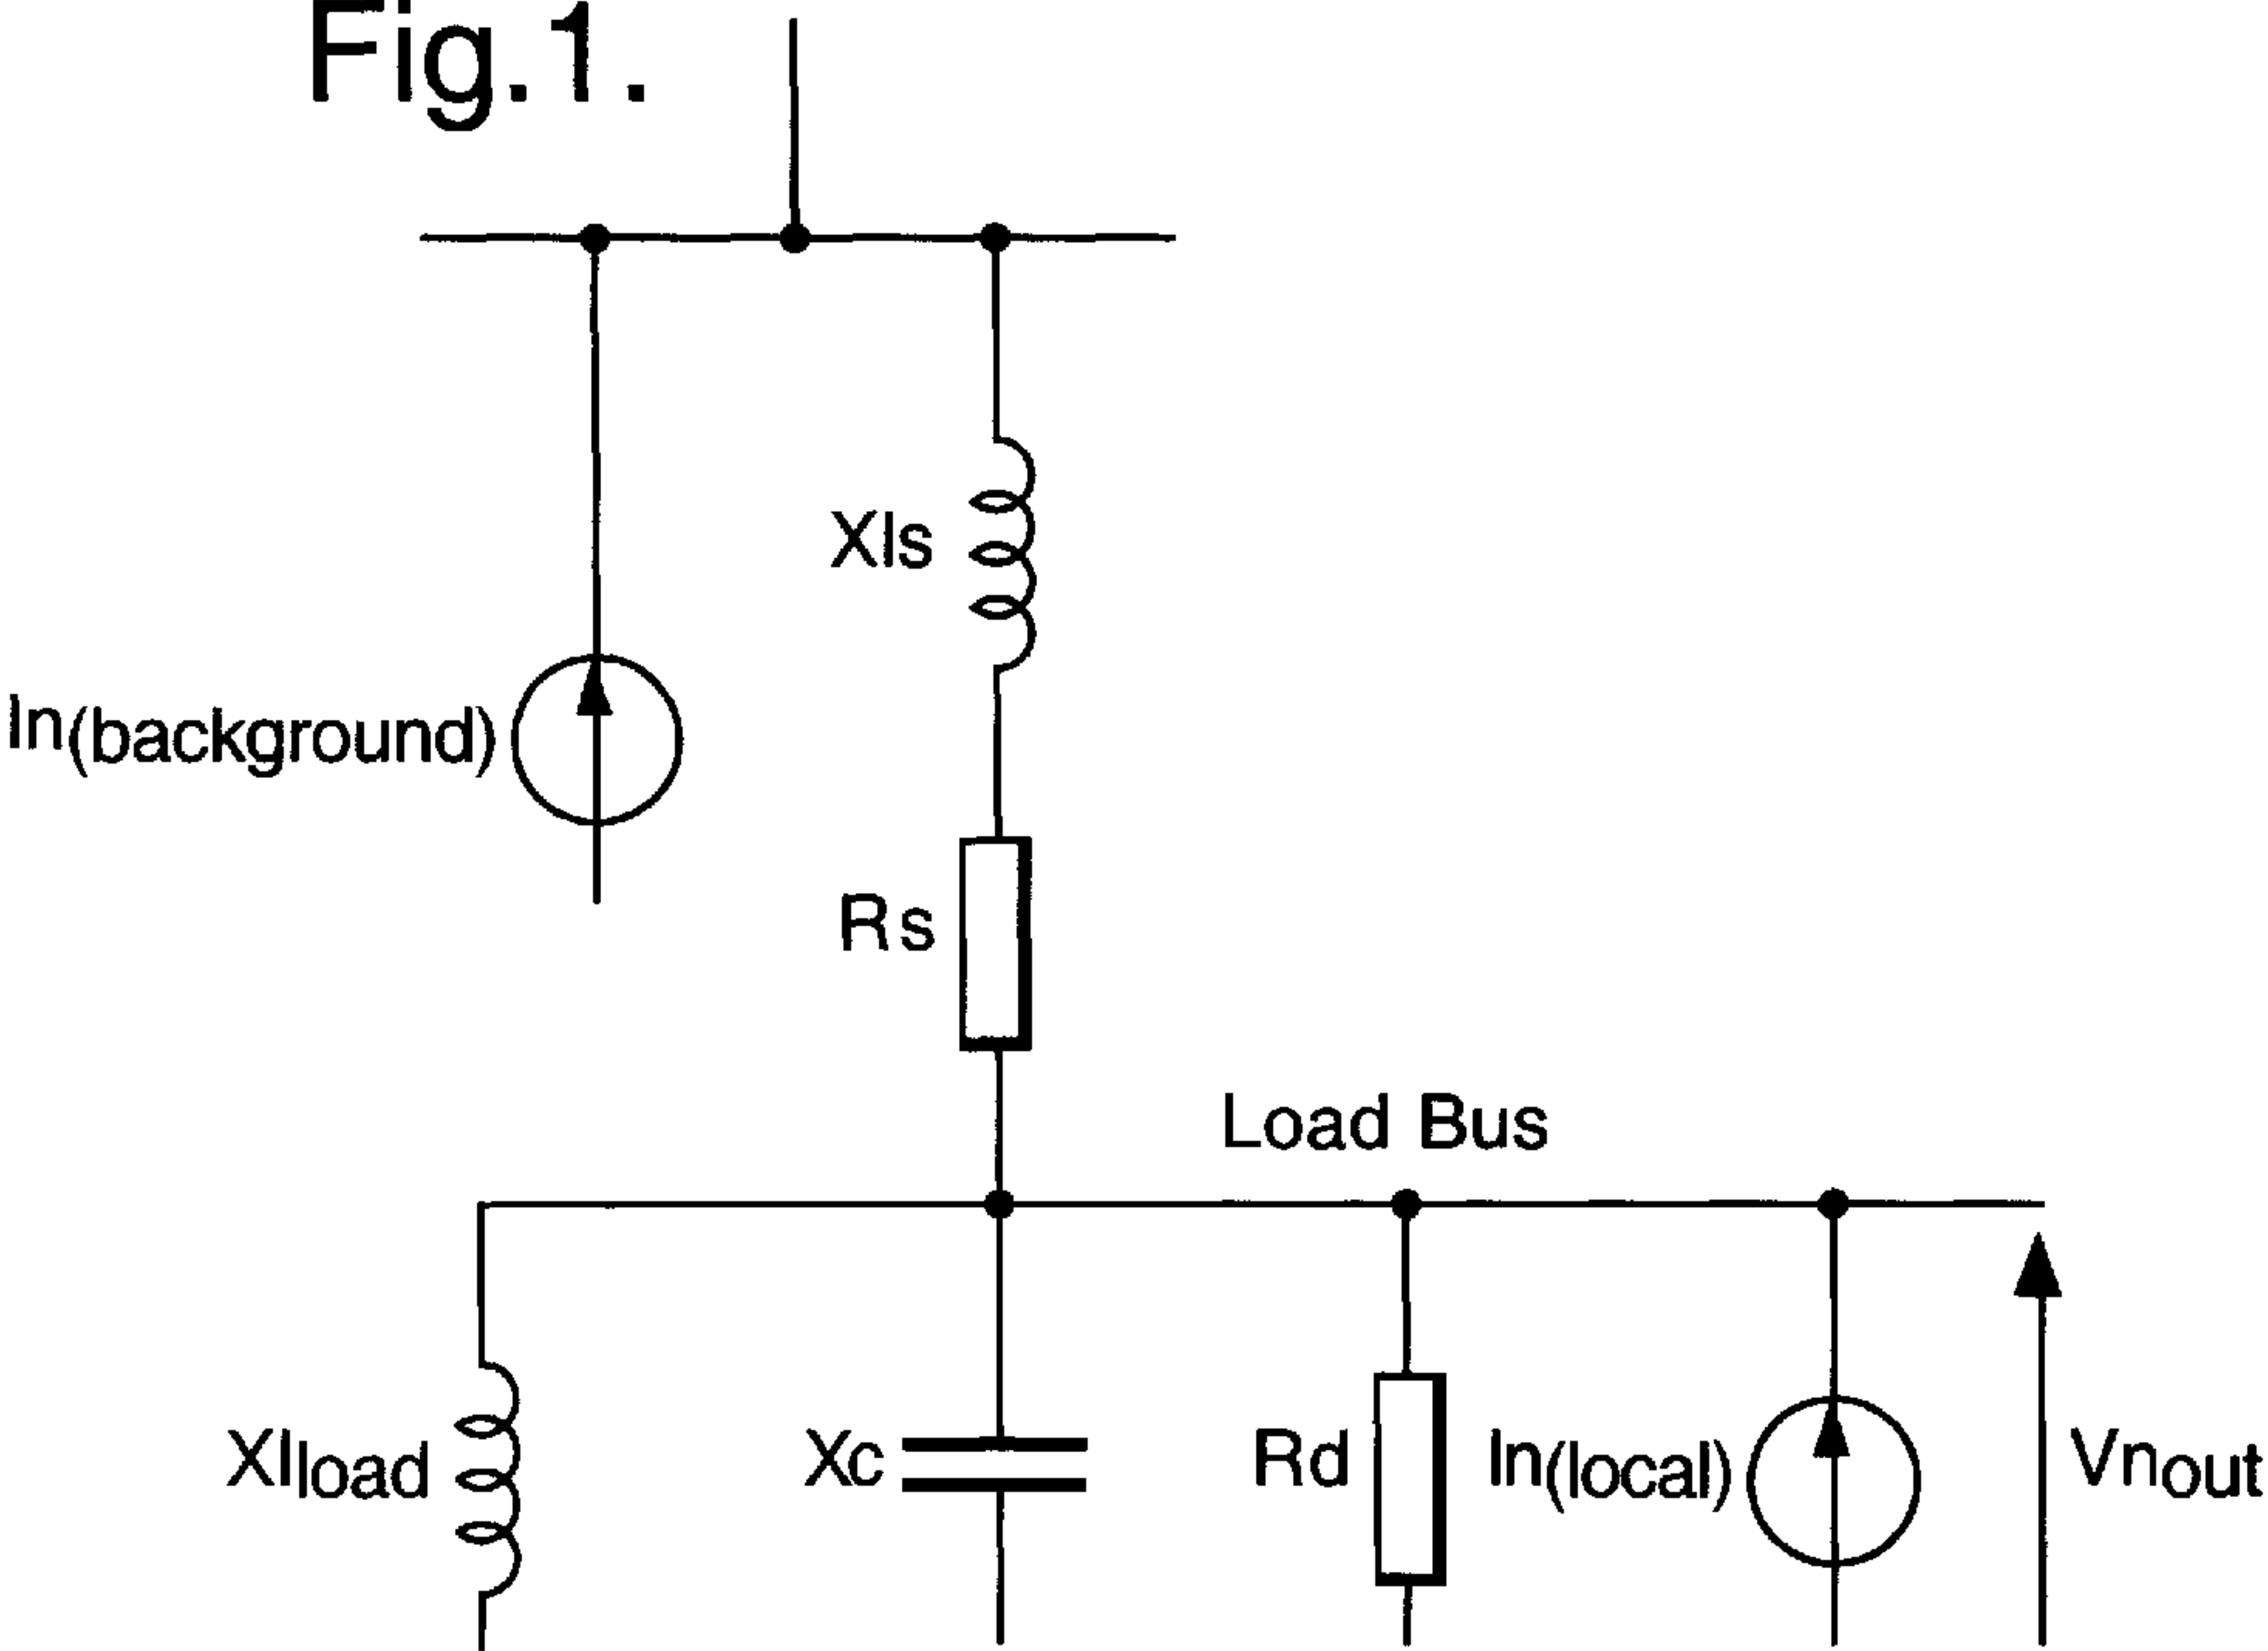 Fig.1.
Xls
In(background)
Rs
Load Bus
Xlload
Xc
Rd
In(local)
Vnout